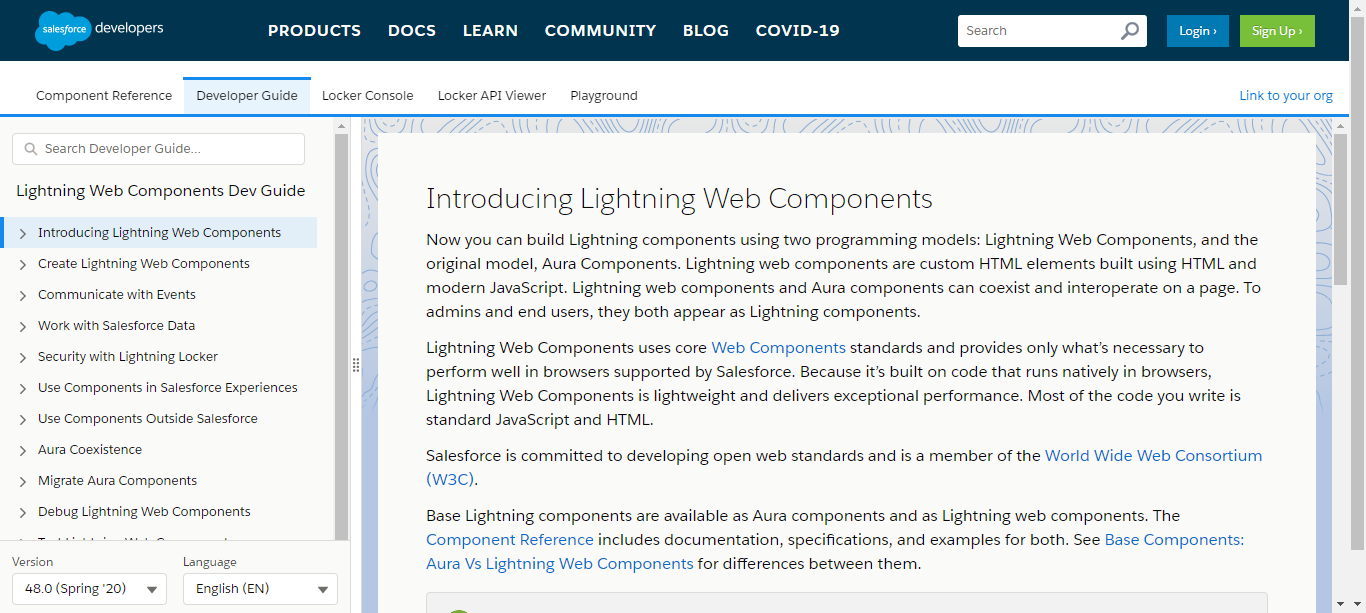 salesforce developers
PRODUCTS DOCS LEARN COMMUNITY BLOG COVID-19
Search
Login ›
Sign Up ›
Component Reference
Developer Guide
Locker Console
Locker API Viewer
Playground
Link to your org
Search Developer Guide...
Lightning Web Components Dev Guide
Introducing Lightning Web Components
Create Lightning Web Components
Communicate with Events
Work with Salesforce Data
Security with Lightning Locker
Use Components in Salesforce Experiences
Use Components Outside Salesforce
Aura Coexistence
Migrate Aura Components
Debug Lightning Web Components
Version
48.0 (Spring '20)
Language
English (EN)
Introducing Lightning Web Components
Now you can build Lightning components using two programming models: Lightning Web Components, and the
original model, Aura Components. Lightning web components are custom HTML elements built using HTML and
modern JavaScript. Lightning web components and Aura components can coexist and interoperate on a page. To
admins and end users, they both appear as Lightning components.
Lightning Web Components uses core Web Components standards and provides only what’s necessary to
perform well in browsers supported by Salesforce. Because it’s built on code that runs natively in browsers,
Lightning Web Components is lightweight and delivers exceptional performance. Most of the code you write is
standard JavaScript and HTML.
Salesforce is committed to developing open web standards and is a member of the World Wide Web Consortium
(W3C).
Base Lightning components are available as Aura components and as Lightning web components. The
Component Reference includes documentation, specifications, and examples for both. See Base Components:
Aura Vs Lightning Web Components for differences between them.